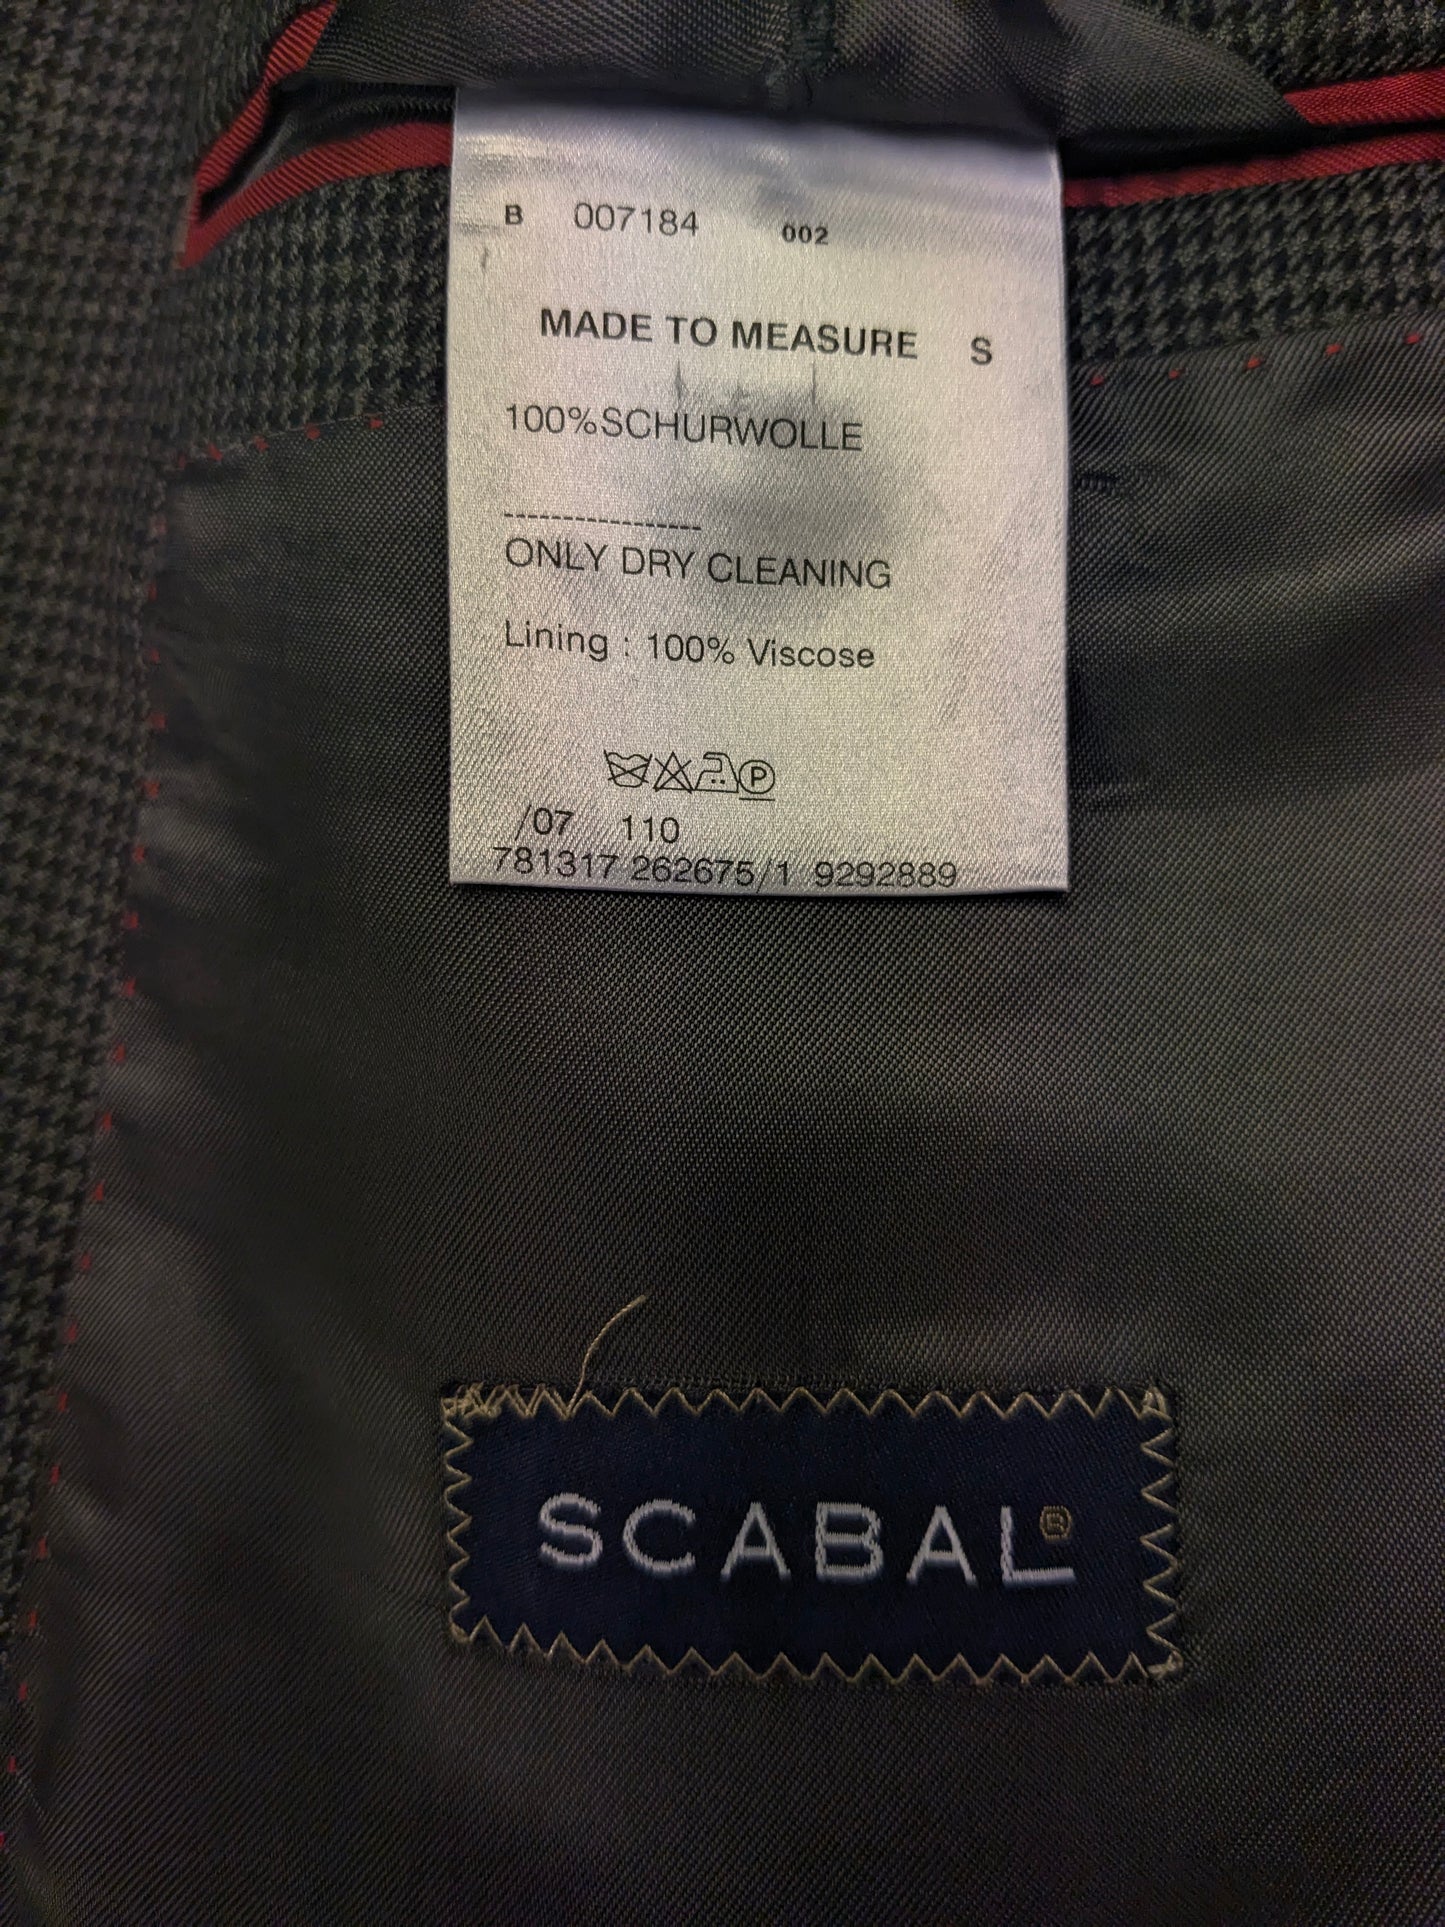 B 007184 002
MADE TO MEASURE S
100%SCHURWOLLE
------------------
ONLY DRY CLEANING
Lining : 100% Viscose
P
/07 110
781317 262675/1 9292889
SCABAL®